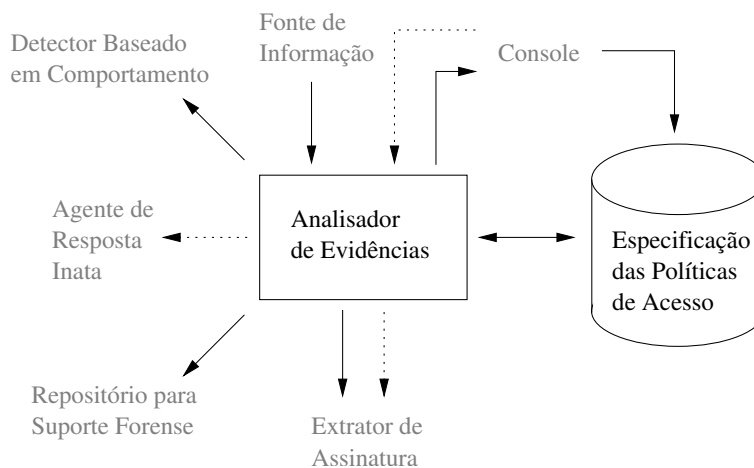 Fonte de
Informação
Detector Baseado
em Comportamento
Console
Agente de
Resposta
Inata
Analisador
de Evidências
Especificação
das Políticas
de Acesso
Repositório para
Suporte Forense
Extrator de
Assinatura